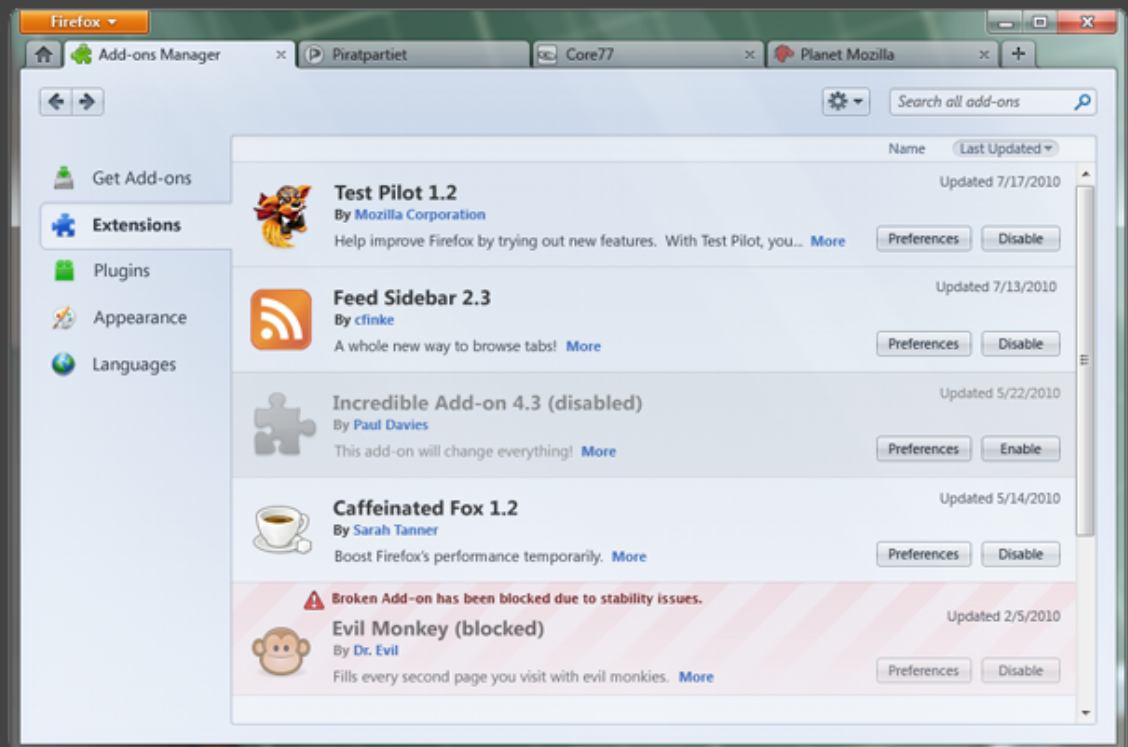 Firefox
Add-ons Manager
Piratpartiet
Core77
Planet Mozilla
Search all add-ons
Name Last Updated
Get Add-ons
Extensions
Plugins
Appearance
Languages
Test Pilot 1.2
Updated 7/17/2010
By Mozilla Corporation
Help improve Firefox by trying out new features. With Test Pilot, you... More
Preferences Disable
Feed Sidebar 2.3
Updated 7/13/2010
By cfinke
A whole new way to browse tabs! More
Preferences Disable
Incredible Add-on 4.3 (disabled)
Updated 5/22/2010
By Paul Davies
This add-on will change everything! More
Preferences Enable
Caffeinated Fox 1.2
Updated 5/14/2010
By Sarah Tanner
Boost Firefox's performance temporarily. More
Preferences Disable
Broken Add-on has been blocked due to stability issues.
Evil Monkey (blocked)
Updated 2/5/2010
By Dr. Evil
Fills every second page you visit with evil monkies. More
Preferences Disable